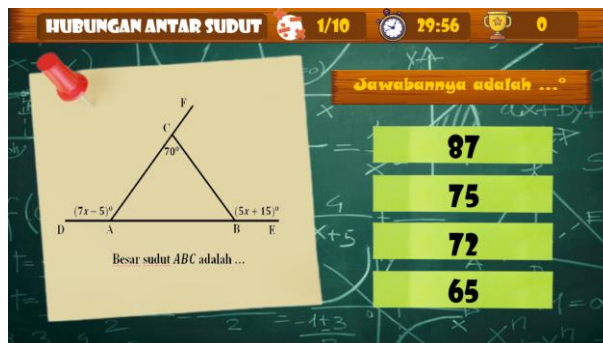 HUBUNGAN ANTAR SUDUT
1/10
29:56
0
Jawabannya adalah ...°
F
C
70°
(7x – 5)°
(5x + 15)°
D
A
B
E
Besar sudut ABC adalah ...
87
75
72
65